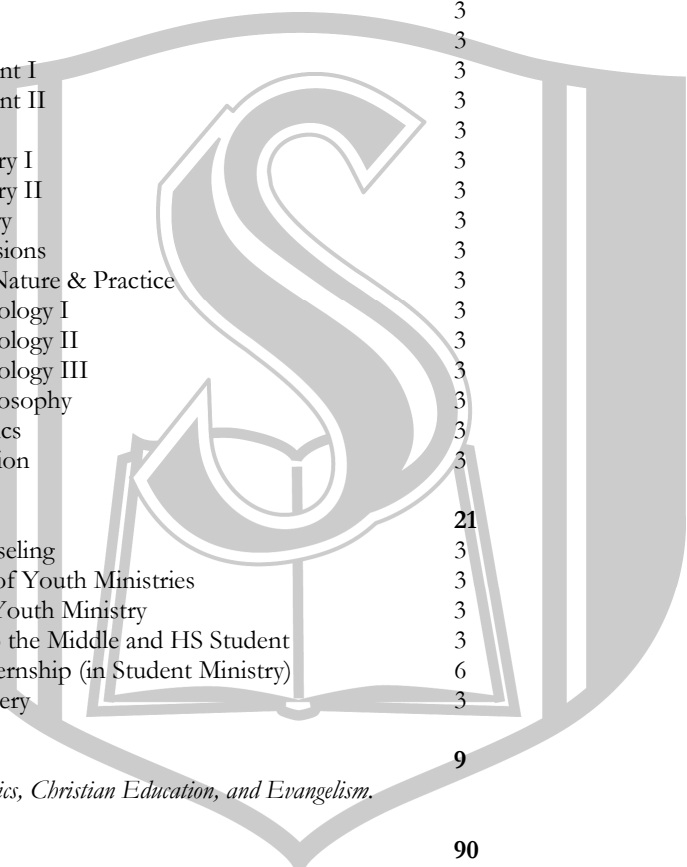 3
3
nt I 3
nt II 3
3
ry I 3
ry II 3
ry 3
sions 3
Nature & Practice 3
ology I 3
ology II 3
ology III 3
osophy 3
ics 3
ion 3
21
seling 3
of Youth Ministries 3
Youth Ministry 3
the Middle and HS Student 3
ernship (in Student Ministry) 6
ery 3
9
ics, Christian Education, and Evangelism.
90
S